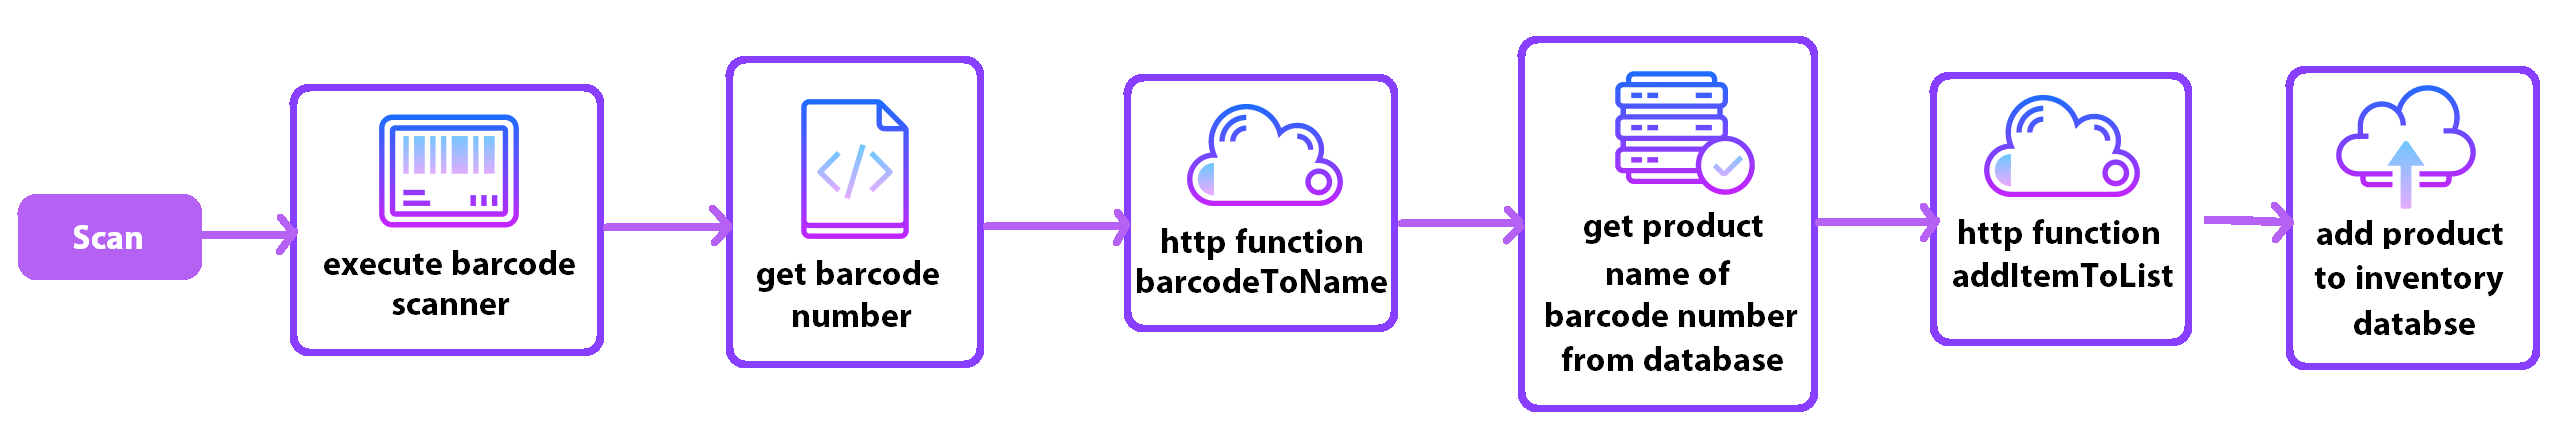 Scan
execute barcode
scanner
get barcode
number
http function
barcodeToName
get product
name of
barcode number
from database
http function
addItemToList
add product
to inventory
databse